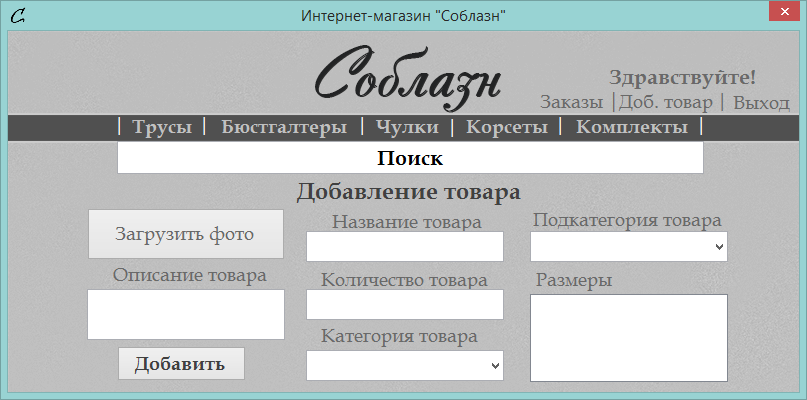 Интернет-магазин "Соблазн"
Соблазн
Здравствуйте!
Заказы | Доб. товар | Выход
| Трусы | Бюстгалтеры | Чулки | Корсеты | Комплекты |
Поиск
Добавление товара
Загрузить фото
Название товара
Подкатегория товара
Описание товара
Количество товара
Размеры
Категория товара
Добавить